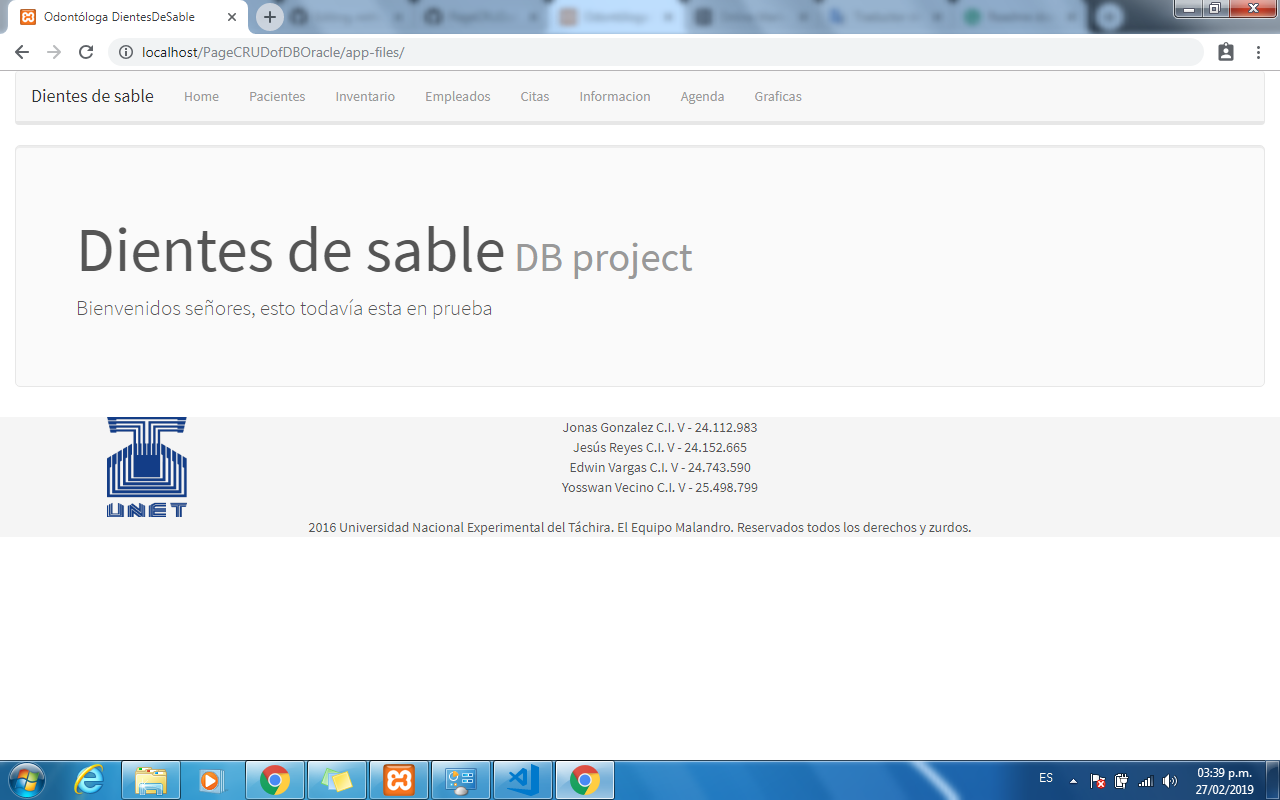 Odontóloga DientesDeSable
localhost/PageCRUDofDBOracle/app-files/
Dientes de sable Home Pacientes Inventario Empleados Citas Informacion Agenda Graficas
Dientes de sable DB project
Bienvenidos señores, esto todavía esta en prueba
UNET
Jonas Gonzalez C.I. V - 24.112.983
Jesús Reyes C.I. V - 24.152.665
Edwin Vargas C.I. V - 24.743.590
Yosswan Vecino C.I. V - 25.498.799
2016 Universidad Nacional Experimental del Táchira. El Equipo Malandro. Reservados todos los derechos y zurdos.
ES
03:39 p.m.
27/02/2019